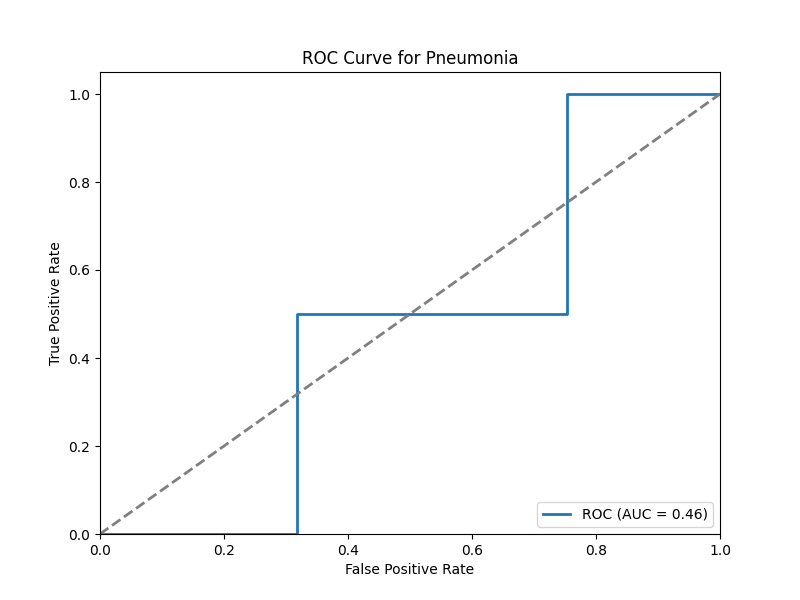 ROC Curve for Pneumonia
1.0
0.8
0.6
0.4
0.2
0.0
True Positive Rate
ROC (AUC = 0.46)
0.0 0.2 0.4 0.6 0.8 1.0
False Positive Rate